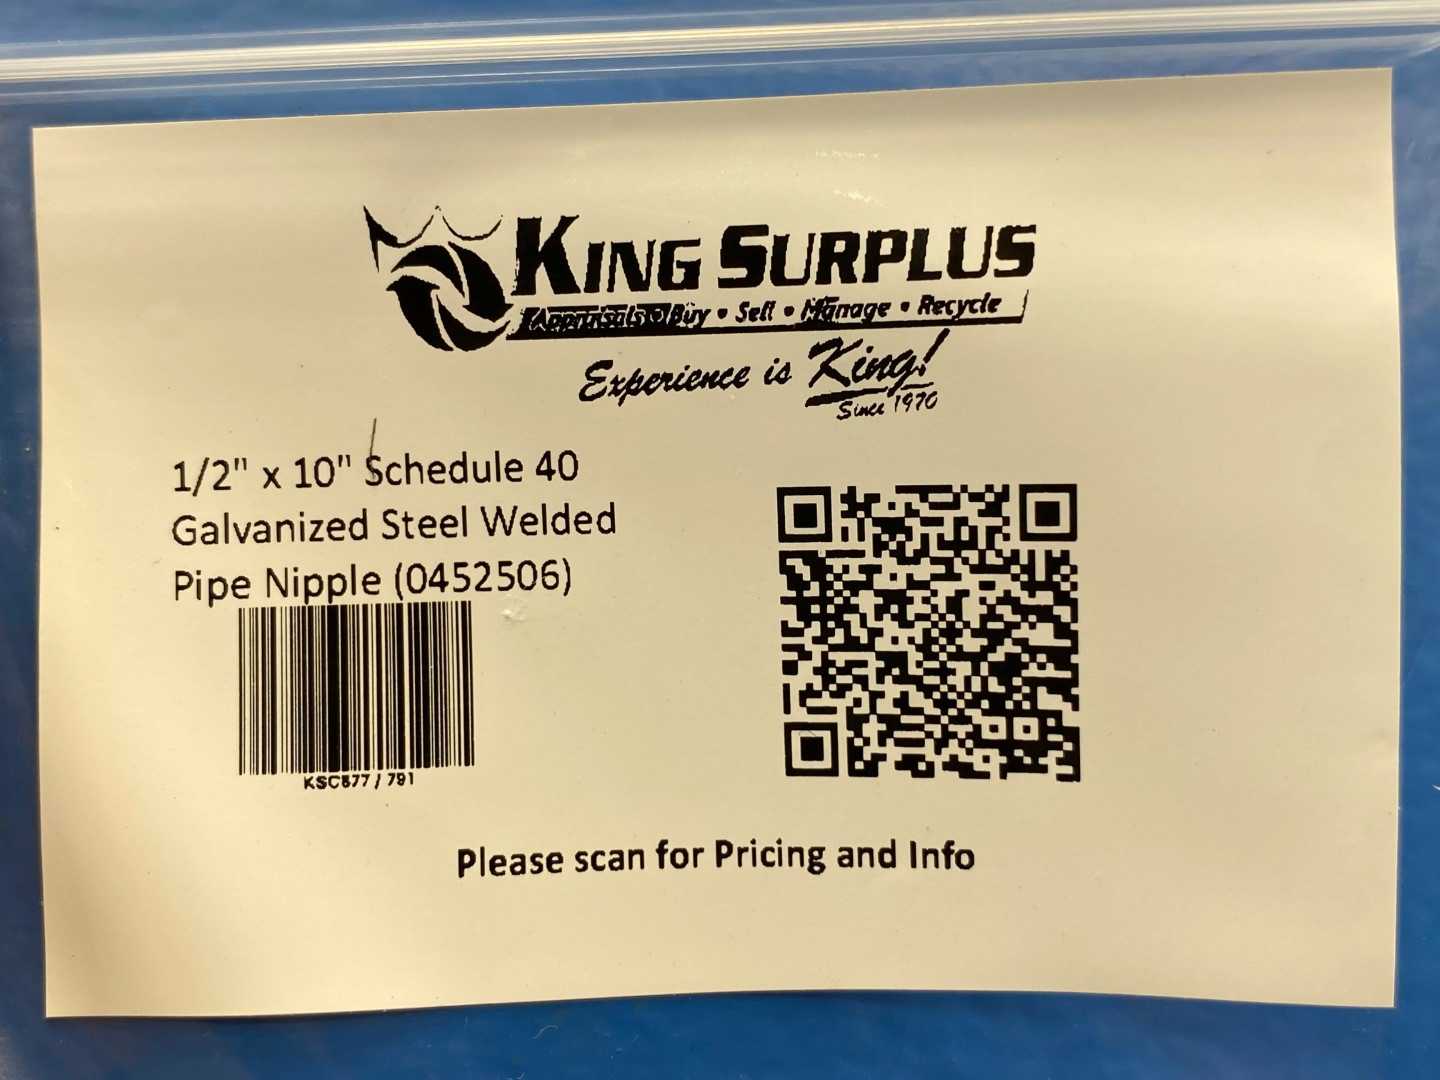 KING SURPLUS
Appraisals • Buy • Sell • Manage • Recycle
Experience is King!
Since 1970
1/2" x 10" Schedule 40
Galvanized Steel Welded
Pipe Nipple (0452506)
KSC877 / 791
Please scan for Pricing and Info